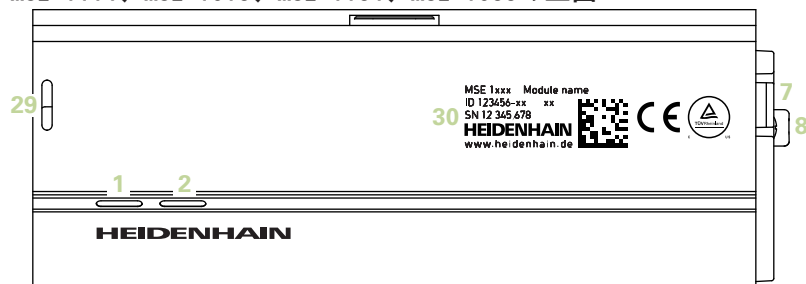 29
MSE 1xxx Module name
ID 123456-xx xx
30 SN 12 345 678
HEIDENHAIN
www.heidenhain.de
CE
TÜVRheinland
7
8
1 2
HEIDENHAIN